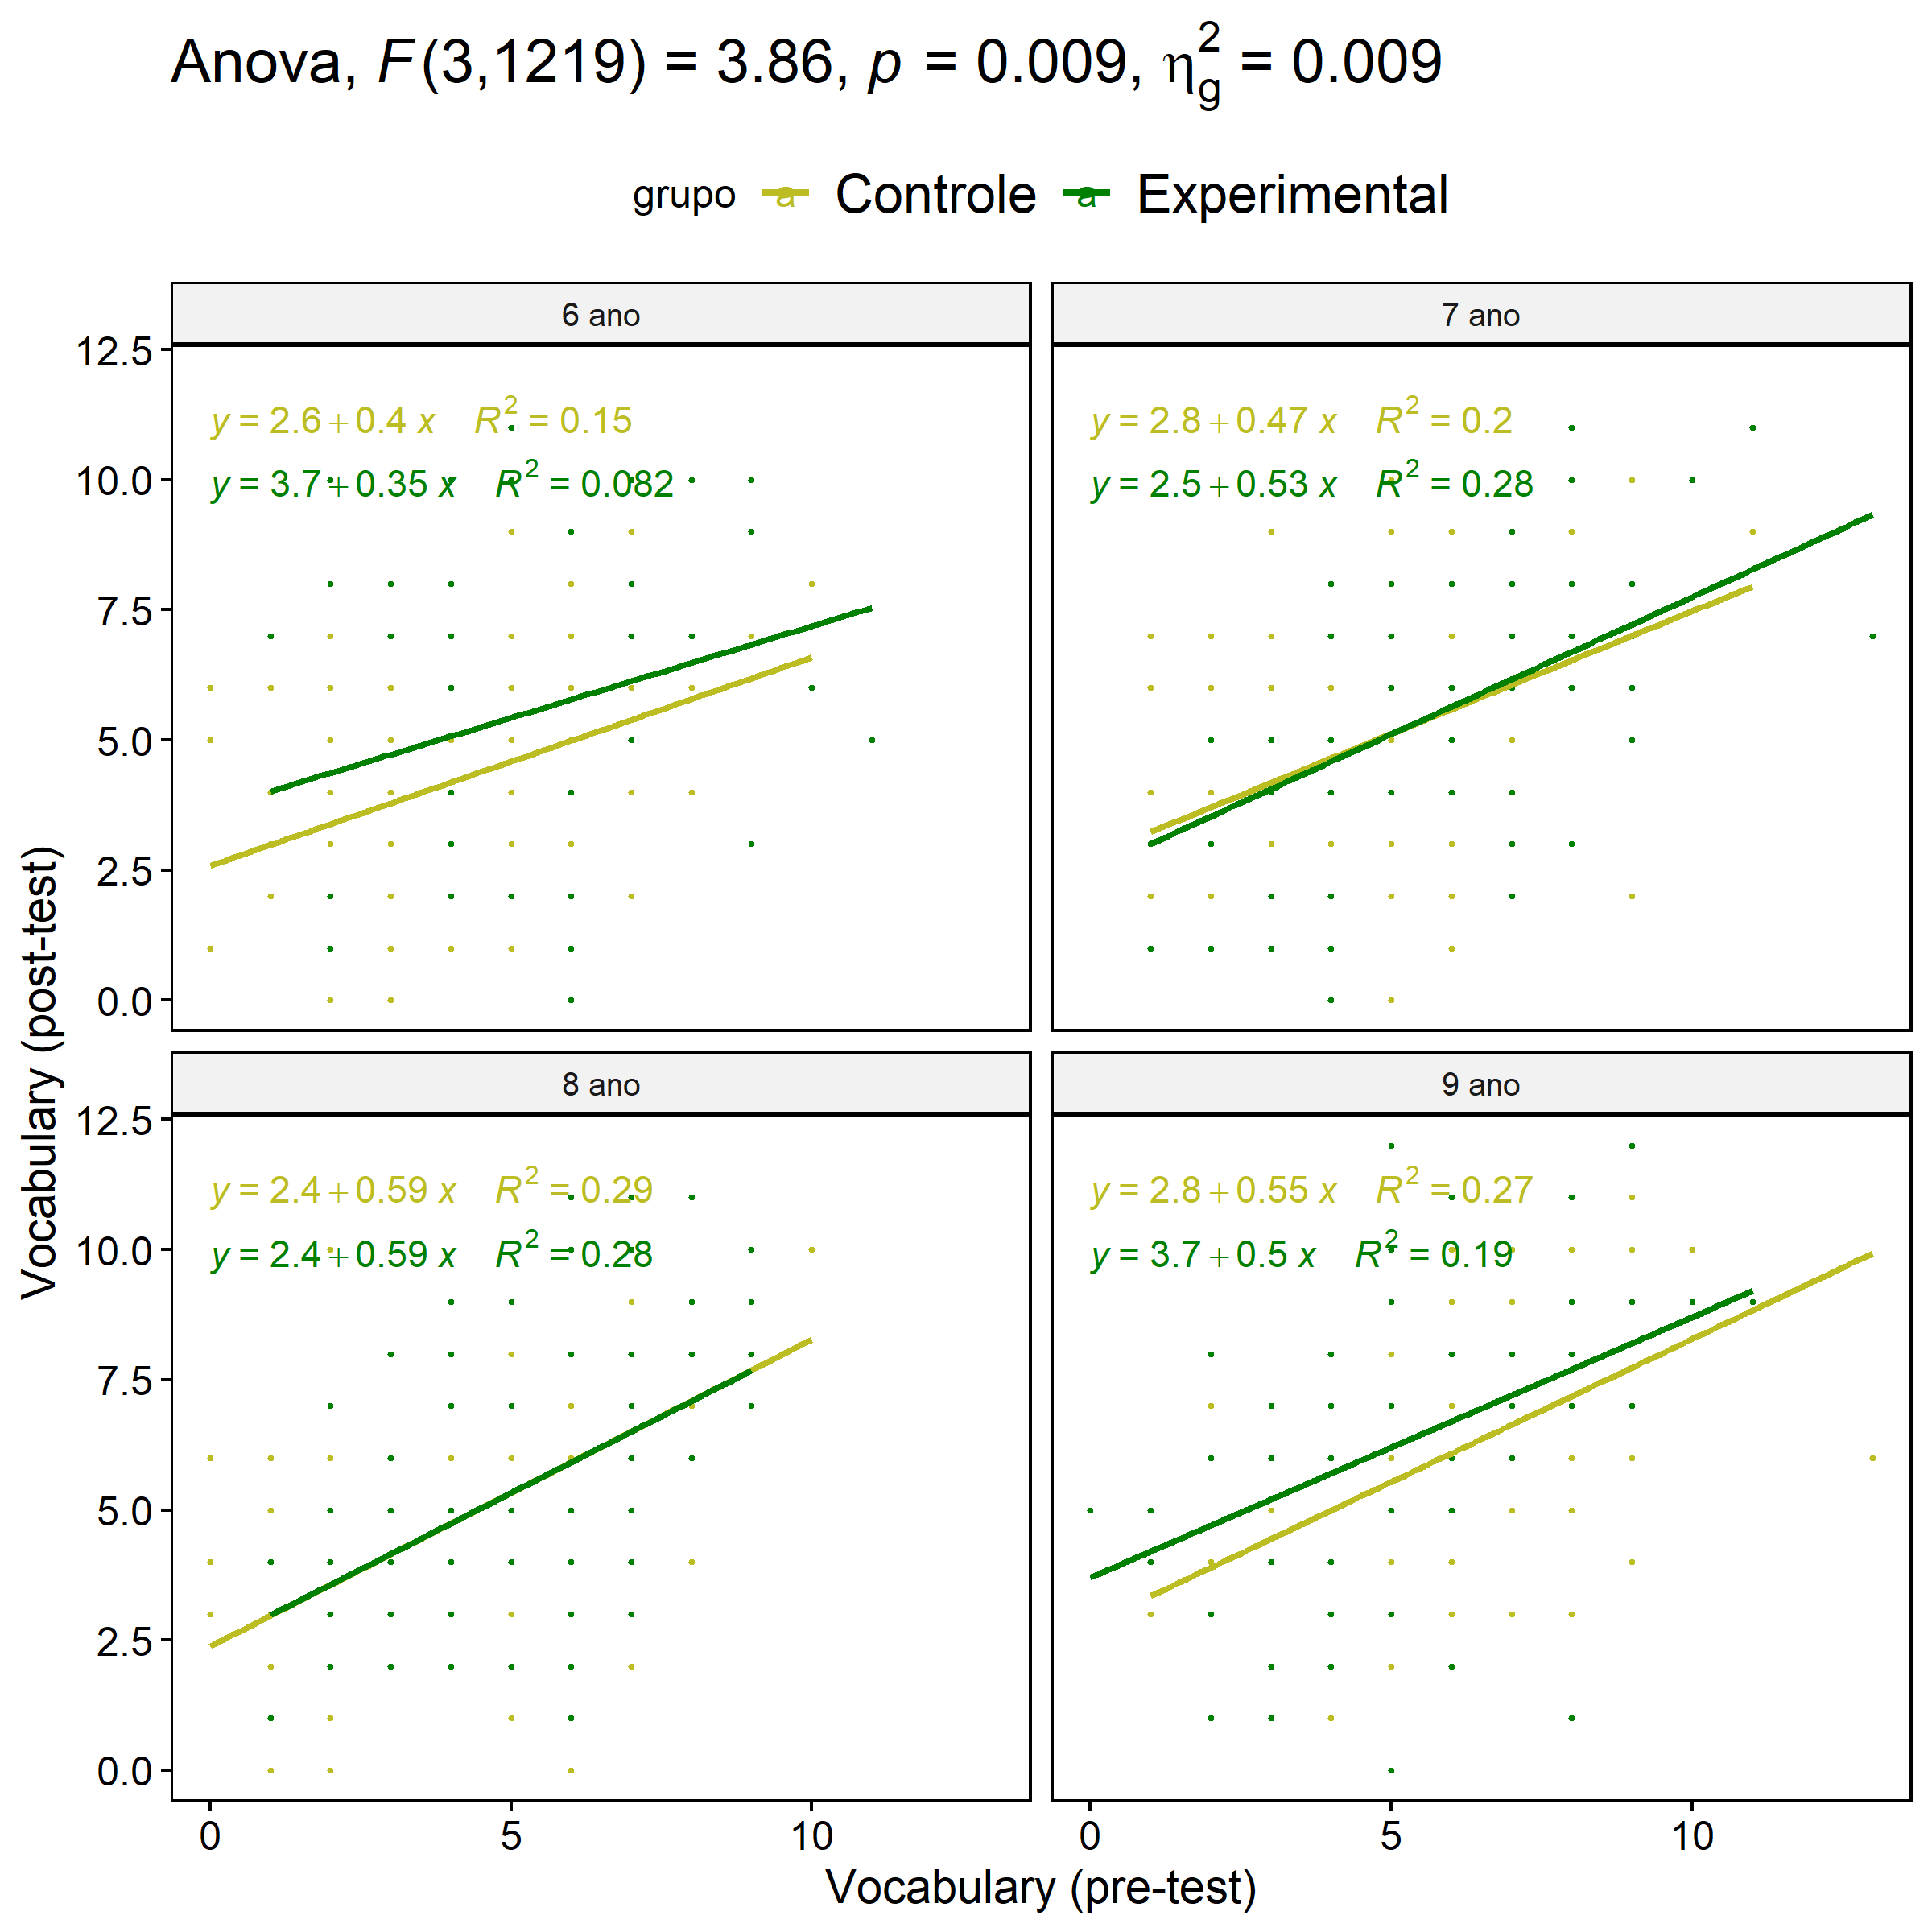 Anova, F(3,1219) = 3.86, p = 0.009, η²g = 0.009
grupo a Controle a Experimental
6 ano
7 ano
12.5
10.0
7.5
5.0
2.5
0.0
y = 2.6 + 0.4 x R² = 0.15
y = 3.7 + 0.35 x R² = 0.082
y = 2.8 + 0.47 x R² = 0.2
y = 2.5 + 0.53 x R² = 0.28
8 ano
9 ano
12.5
10.0
7.5
5.0
2.5
0.0
y = 2.4 + 0.59 x R² = 0.29
y = 2.4 + 0.59 x R² = 0.28
y = 2.8 + 0.55 x R² = 0.27
y = 3.7 + 0.5 x R² = 0.19
0 5 10
0 5 10
Vocabulary (pre-test)
Vocabulary (post-test)